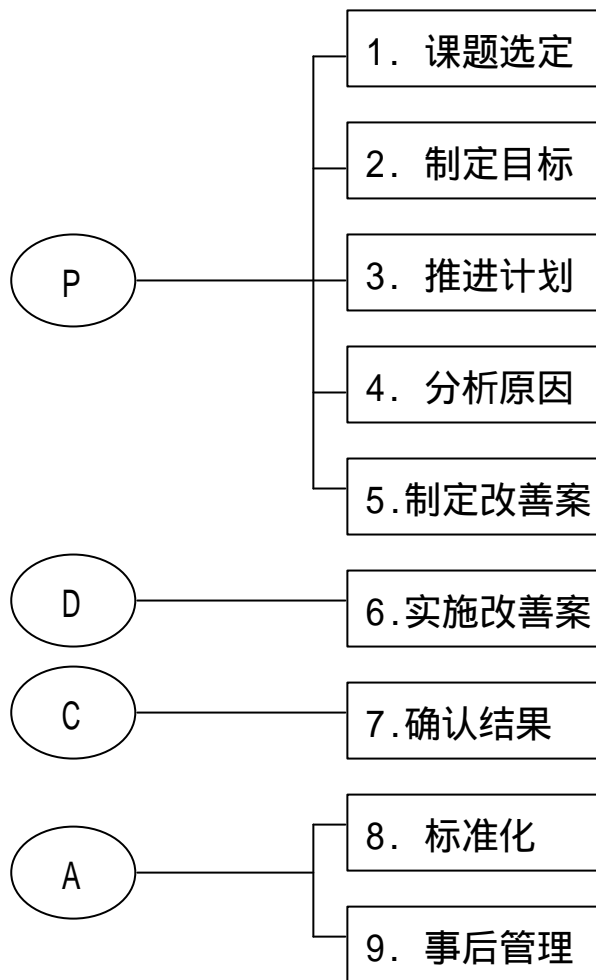 1. 课题选定
2. 制定目标
P
3. 推进计划
4. 分析原因
5.制定改善案
D
6.实施改善案
C
7.确认结果
8. 标准化
A
9. 事后管理